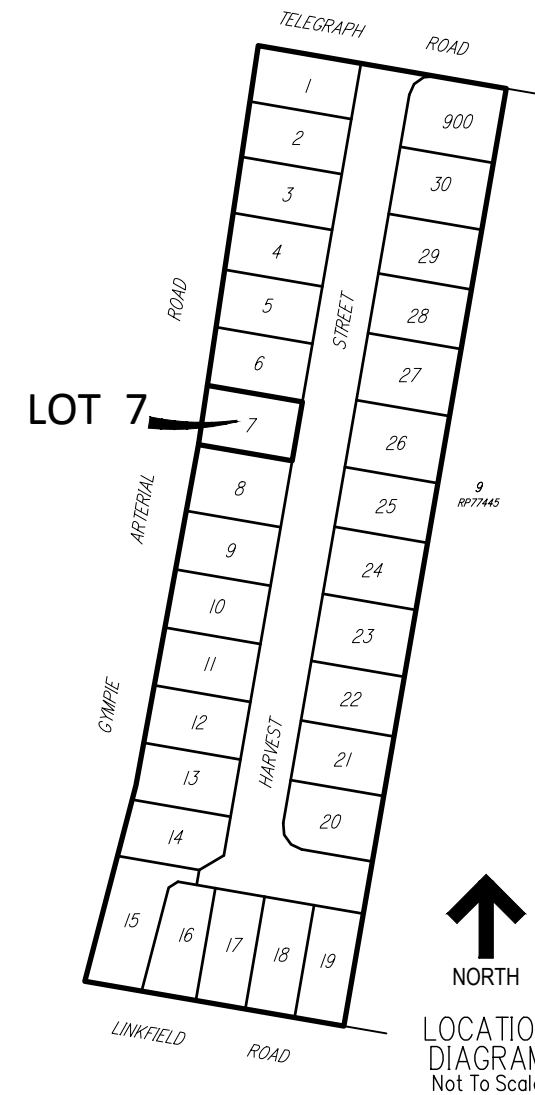 TELEGRAPH ROAD
1
900
2
30
3
4
29
ROAD
5
STREET
28
6
27
LOT 7
7
26
8
9
RP77445
ARTERIAL
25
9
24
10
23
11
GYMPIE
22
12
HARVEST
21
13
20
14
15
16
17
18
19
NORTH
LINKFIELD ROAD
LOCATIO
DIAGRAM
Not To Scale